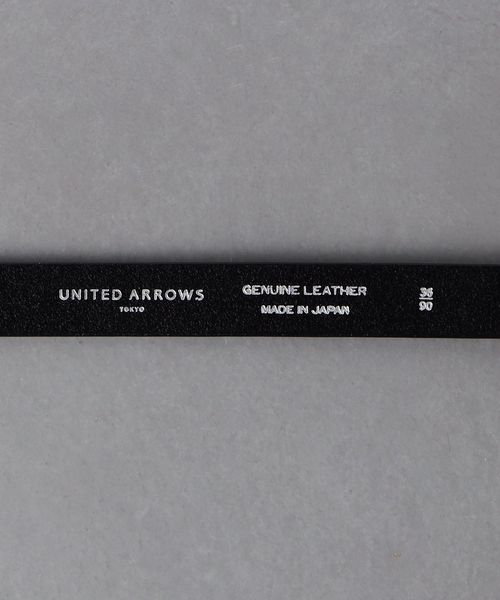 UNITED ARROWS
TOKYO
GENUINE LEATHER
MADE IN JAPAN
36
90